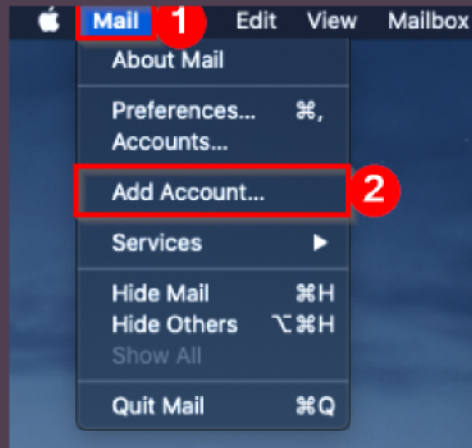 Mail 1 Edit View Mailbox
About Mail
Preferences... ⌘,
Accounts...
Add Account... 2
Services ▶
Hide Mail ⌘H
Hide Others ⌥⌘H
Show All
Quit Mail ⌘Q